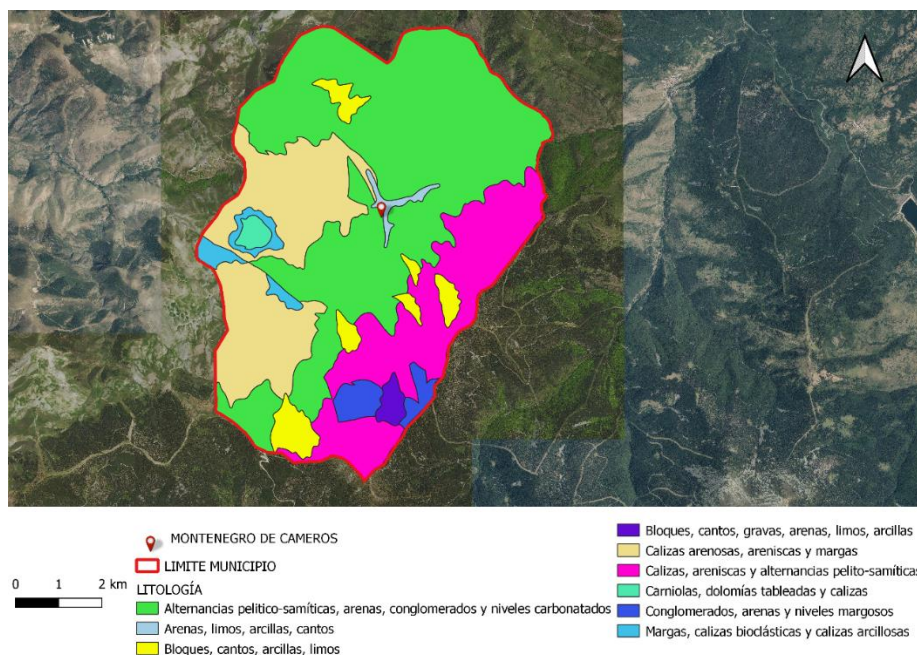 MONTENEGRO DE CAMEROS
LIMITE MUNICIPIO
0 1 2 km
LITOLOGÍA
Alternancias pelitico-samíticas, arenas, conglomerados y niveles carbonatados
Arenas, limos, arcillas, cantos
Bloques, cantos, arcillas, limos
Bloques, cantos, gravas, arenas, limos, arcillas
Calizas arenosas, areniscas y margas
Calizas, areniscas y alternancias pelito-samíticas
Carniolas, dolomías tableadas y calizas
Conglomerados, arenas y niveles margosos
Margas, calizas bioclásticas y calizas arcillosas